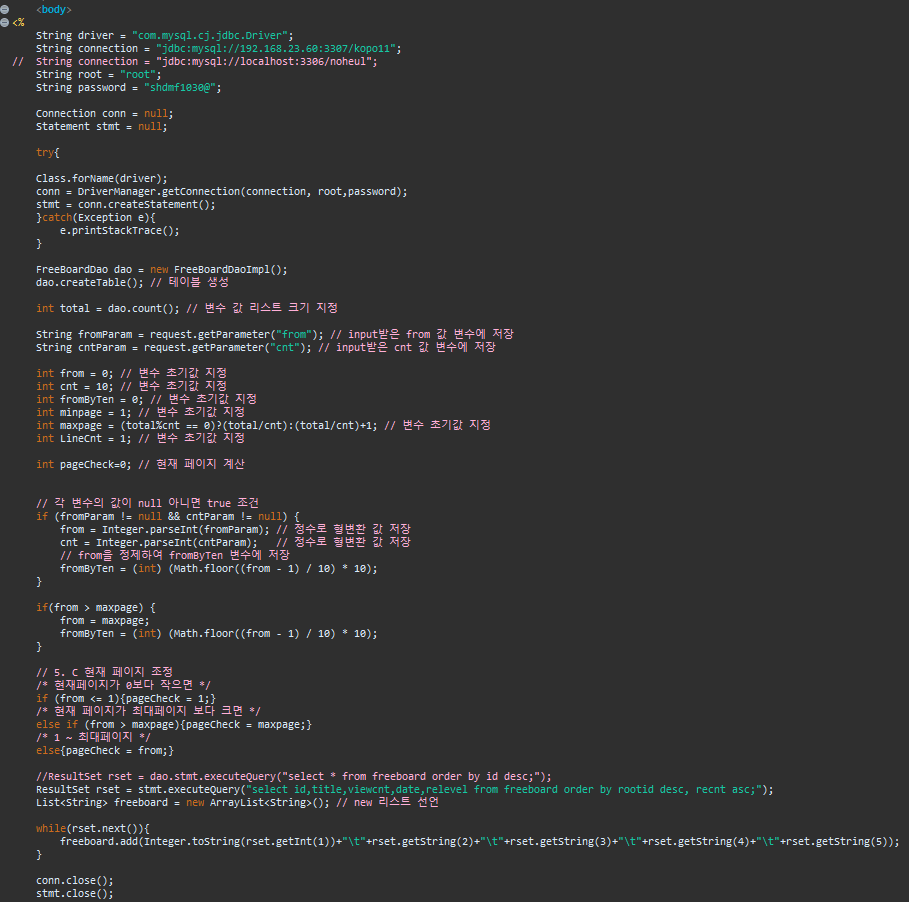 <body>
<%
String driver = "com.mysql.cj.jdbc.Driver";
String connection = "jdbc:mysql://192.168.23.60:3307/kopo11";
//  String connection = "jdbc:mysql://localhost:3306/noheul";
String root = "root";
String password = "shdmf1030@";
Connection conn = null;
Statement stmt = null;
try{
Class.forName(driver);
conn = DriverManager.getConnection(connection, root,password);
stmt = conn.createStatement();
}catch(Exception e){
e.printStackTrace();
}
FreeBoardDao dao = new FreeBoardDaoImpl();
dao.createTable(); // 테이블 생성
int total = dao.count(); // 변수 값 리스트 크기 지정
String fromParam = request.getParameter("from"); // input받은 from 값 변수에 저장
String cntParam = request.getParameter("cnt"); // input받은 cnt 값 변수에 저장
int from = 0; // 변수 초기값 지정
int cnt = 10; // 변수 초기값 지정
int fromByTen = 0; // 변수 초기값 지정
int minpage = 1; // 변수 초기값 지정
int maxpage = (total%cnt == 0)?(total/cnt):(total/cnt)+1; // 변수 초기값 지정
int LineCnt = 1; // 변수 초기값 지정
int pageCheck=0; // 현재 페이지 계산
// 각 변수의 값이 null 아니면 true 조건
if (fromParam != null && cntParam != null) {
from = Integer.parseInt(fromParam); // 정수로 형변환 값 저장
cnt = Integer.parseInt(cntParam);   // 정수로 형변환 값 저장
// from을 정제하여 fromByTen 변수에 저장
fromByTen = (int) (Math.floor((from - 1) / 10) * 10);
}
if(from > maxpage) {
from = maxpage;
fromByTen = (int) (Math.floor((from - 1) / 10) * 10);
}
// 5. C 현재 페이지 조정
/* 현재페이지가 0보다 작으면 */
if (from <= 1){pageCheck = 1;}
/* 현재 페이지가 최대페이지 보다 크면 */
else if (from > maxpage){pageCheck = maxpage;}
/* 1 ~ 최대페이지 */
else{pageCheck = from;}
//ResultSet rset = dao.stmt.executeQuery("select * from freeboard order by id desc;");
ResultSet rset = stmt.executeQuery("select id,title,viewcnt,date,relevel from freeboard order by rootid desc, recnt asc;");
List<String> freeboard = new ArrayList<String>(); // new 리스트 선언
while(rset.next()){
freeboard.add(Integer.toString(rset.getInt(1))+"\t"+rset.getString(2)+"\t"+rset.getString(3)+"\t"+rset.getString(4)+"\t"+rset.getString(5));
}
conn.close();
stmt.close();